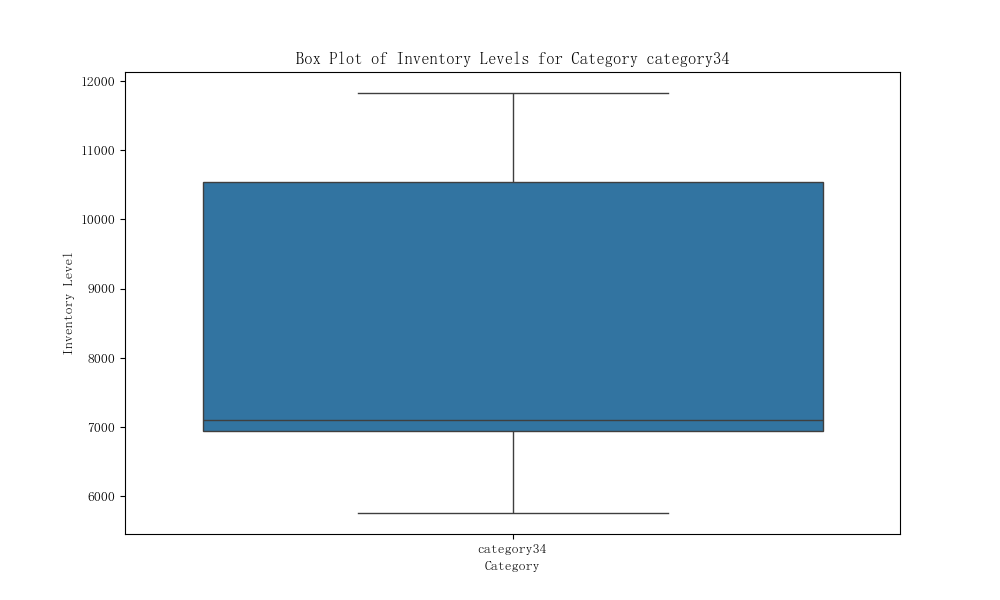 Box Plot of Inventory Levels for Category category34
12000
11000
10000
9000
8000
7000
6000
Inventory Level
category34
Category